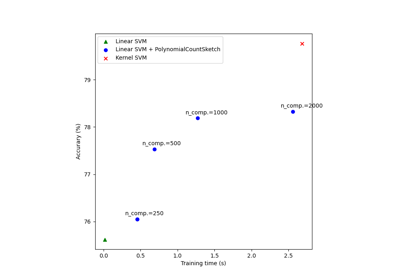 Linear SVM
Linear SVM + PolynomialCountSketch
Kernel SVM
n_comp.=2000
n_comp.=1000
n_comp.=500
n_comp.=250
79
78
77
76
Accurary (%)
0.0 0.5 1.0 1.5 2.0 2.5
Training time (s)